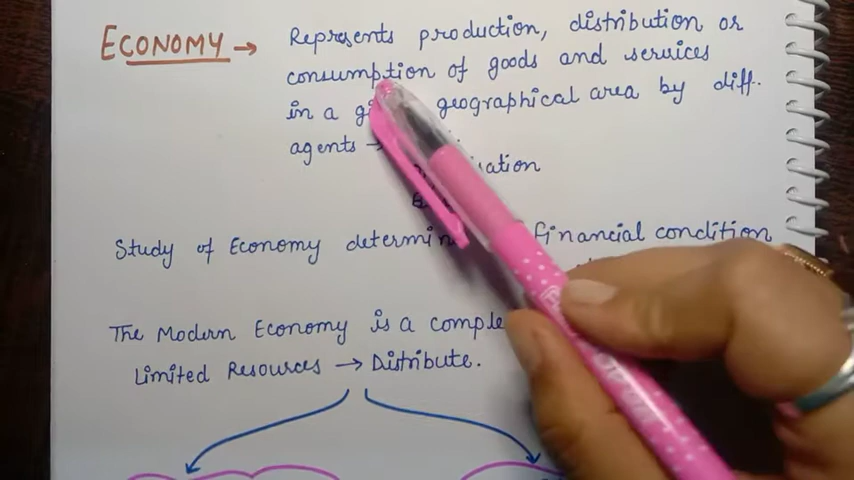 ECONOMY → Represents production, distribution or
consumption of goods and services
in a geographical area by diff.
agents →
Study of Economy financial condition
The Modern Economy is a
Limited Resources → Distribute.